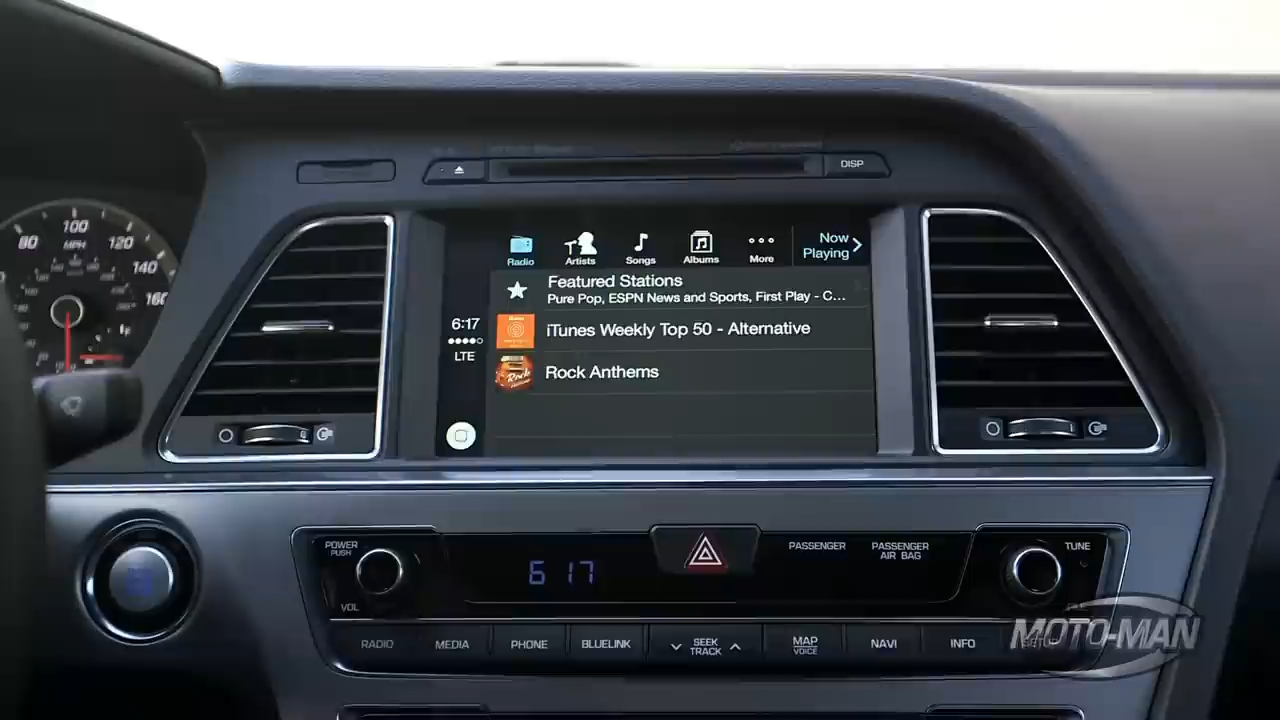 DISP
100
80
MPH
120
140
160
Radio
Artists
Songs
Albums
More
Now
Playing
Featured Stations
Pure Pop, ESPN News and Sports, First Play - C...
6:17
LTE
iTunes Weekly Top 50 - Alternative
Rock Anthems
Rock
POWER
PUSH
VOL
6 17
PASSENGER
PASSENGER
AIR BAG
TUNE
RADIO
MEDIA
PHONE
BLUELINK
SEEK
TRACK
MAP
VOICE
NAVI
INFO
MOTO-MAN